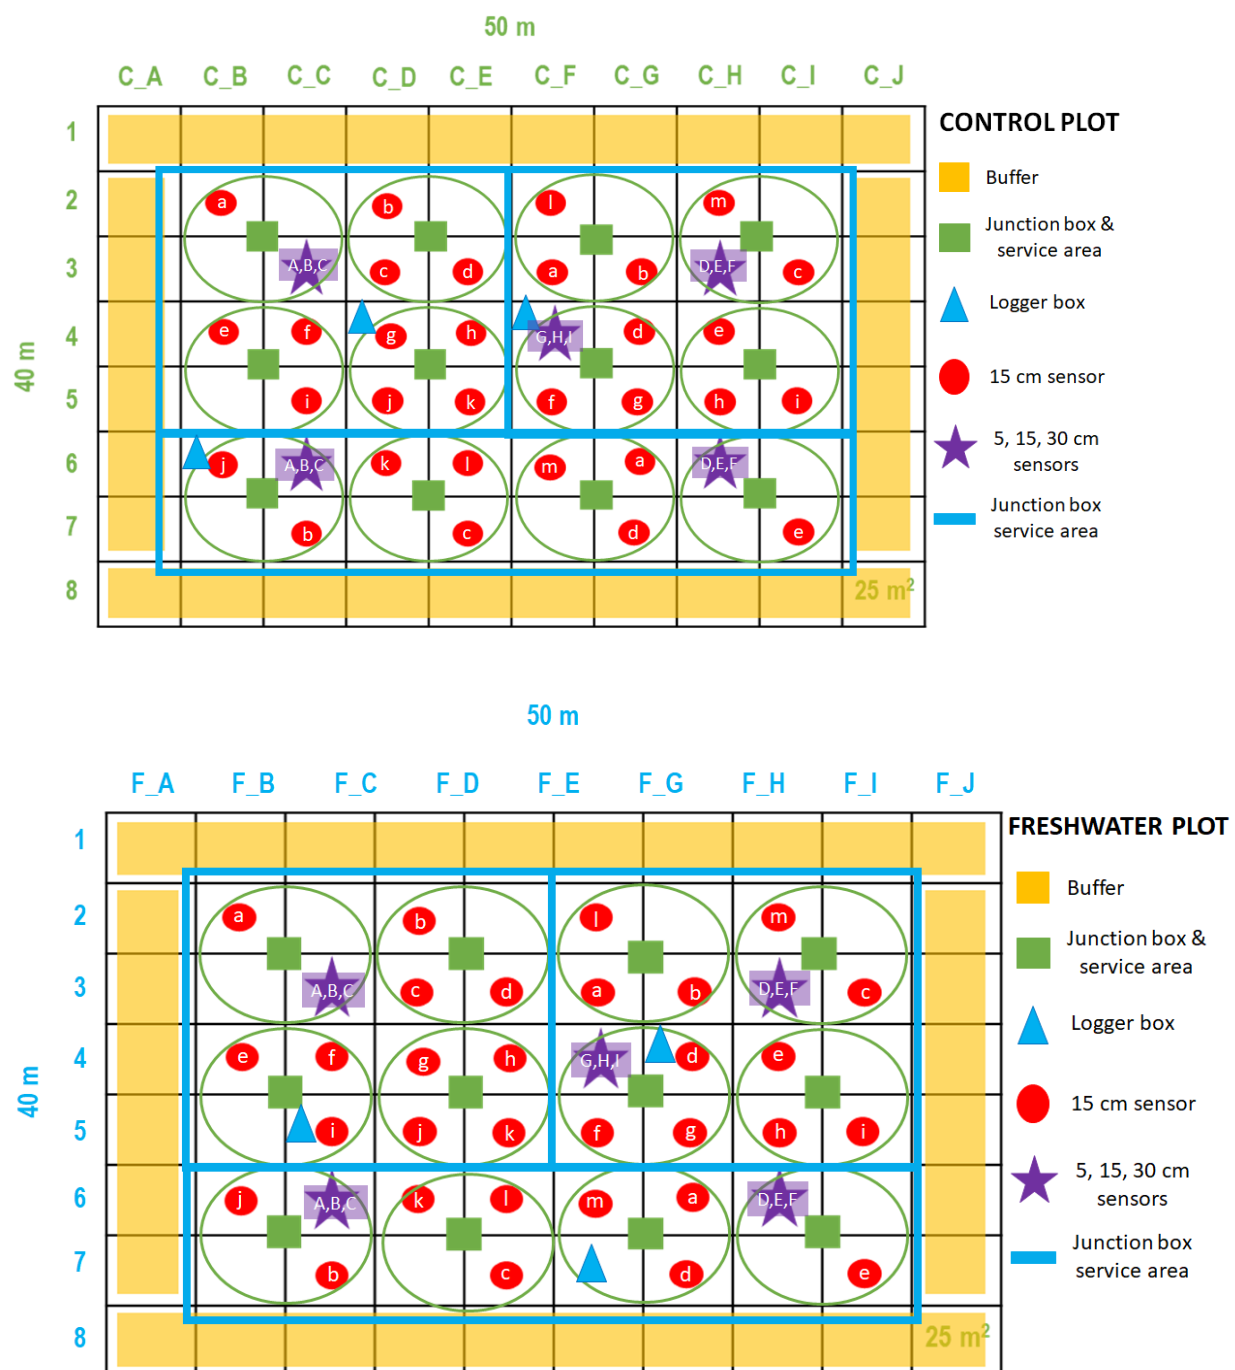 50 m
C_A C_B C_C C_D C_E C_F C_G C_H C_I C_J
CONTROL PLOT
1
Buffer
2
a b l m
Junction box &
service area
3
A,B,C c d a b D,E,F c
Logger box
40 m
4
e f g h G,H,I d e
15 cm sensor
5
i j k f g h i
5, 15, 30 cm
sensors
6
j A,B,C k l m a D,E,F
Junction box
service area
7
b c d e
8
25 m²
50 m
F_A F_B F_C F_D F_E F_G F_H F_I F_J
FRESHWATER PLOT
1
Buffer
2
a b l m
Junction box &
service area
3
A,B,C c d a b D,E,F c
Logger box
40 m
4
e f g h G,H,I d e
15 cm sensor
5
i j k f g h i
5, 15, 30 cm
sensors
6
j A,B,C k l m a D,E,F
Junction box
service area
7
b c d e
8
25 m²